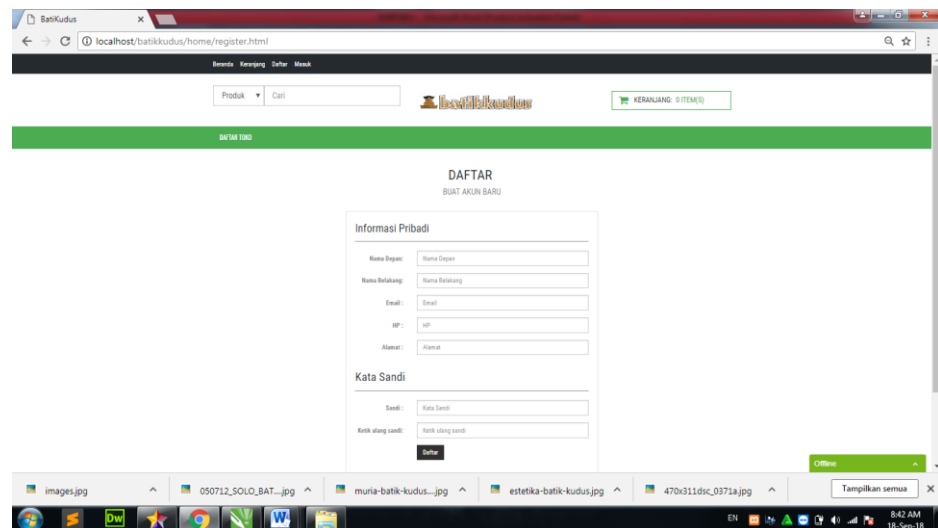 BatiKudus
localhost/batikkudus/home/register.html
Beranda Keranjang Daftar Masuk
Produk Cari batikkudus KERANJANG: 0 ITEM(S)
DAFTAR TOKO
DAFTAR
BUAT AKUN BARU
Informasi Pribadi
Nama Depan: Nama Depan
Nama Belakang: Nama Belakang
Email : Email
HP : HP
Alamat : Alamat
Kata Sandi
Sandi : Kata Sandi
Ketik ulang sandi: Ketik ulang sandi
Daftar
Offline
images.jpg 050712_SOLO_BAT....jpg muria-batik-kudus....jpg estetika-batik-kudus.jpg 470x311dsc_0371a.jpg Tampilkan semua
Dw W EN 8:42 AM
18-Sep-18